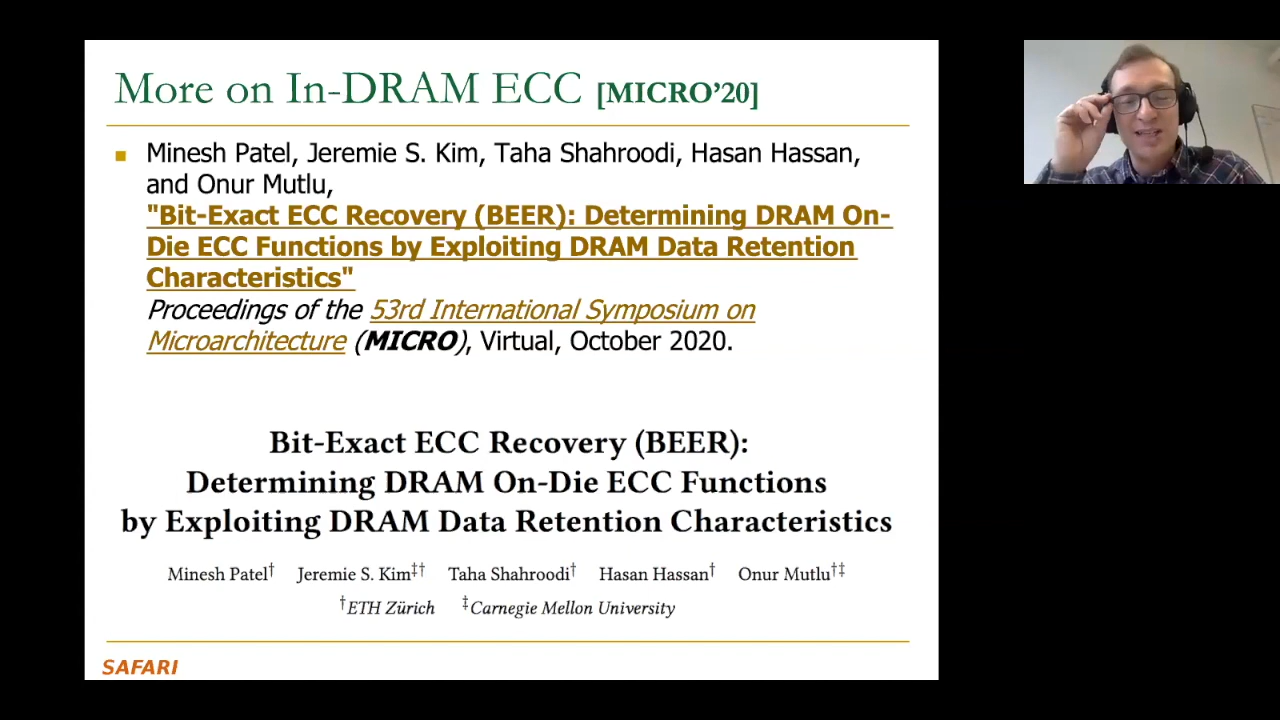 More on In-DRAM ECC [MICRO’20]
■ Minesh Patel, Jeremie S. Kim, Taha Shahroodi, Hasan Hassan,
and Onur Mutlu,
"Bit-Exact ECC Recovery (BEER): Determining DRAM On-
Die ECC Functions by Exploiting DRAM Data Retention
Characteristics"
Proceedings of the 53rd International Symposium on
Microarchitecture (MICRO), Virtual, October 2020.
Bit-Exact ECC Recovery (BEER):
Determining DRAM On-Die ECC Functions
by Exploiting DRAM Data Retention Characteristics
Minesh Patel† Jeremie S. Kim‡† Taha Shahroodi† Hasan Hassan† Onur Mutlu†‡
†ETH Zürich ‡Carnegie Mellon University
SAFARI